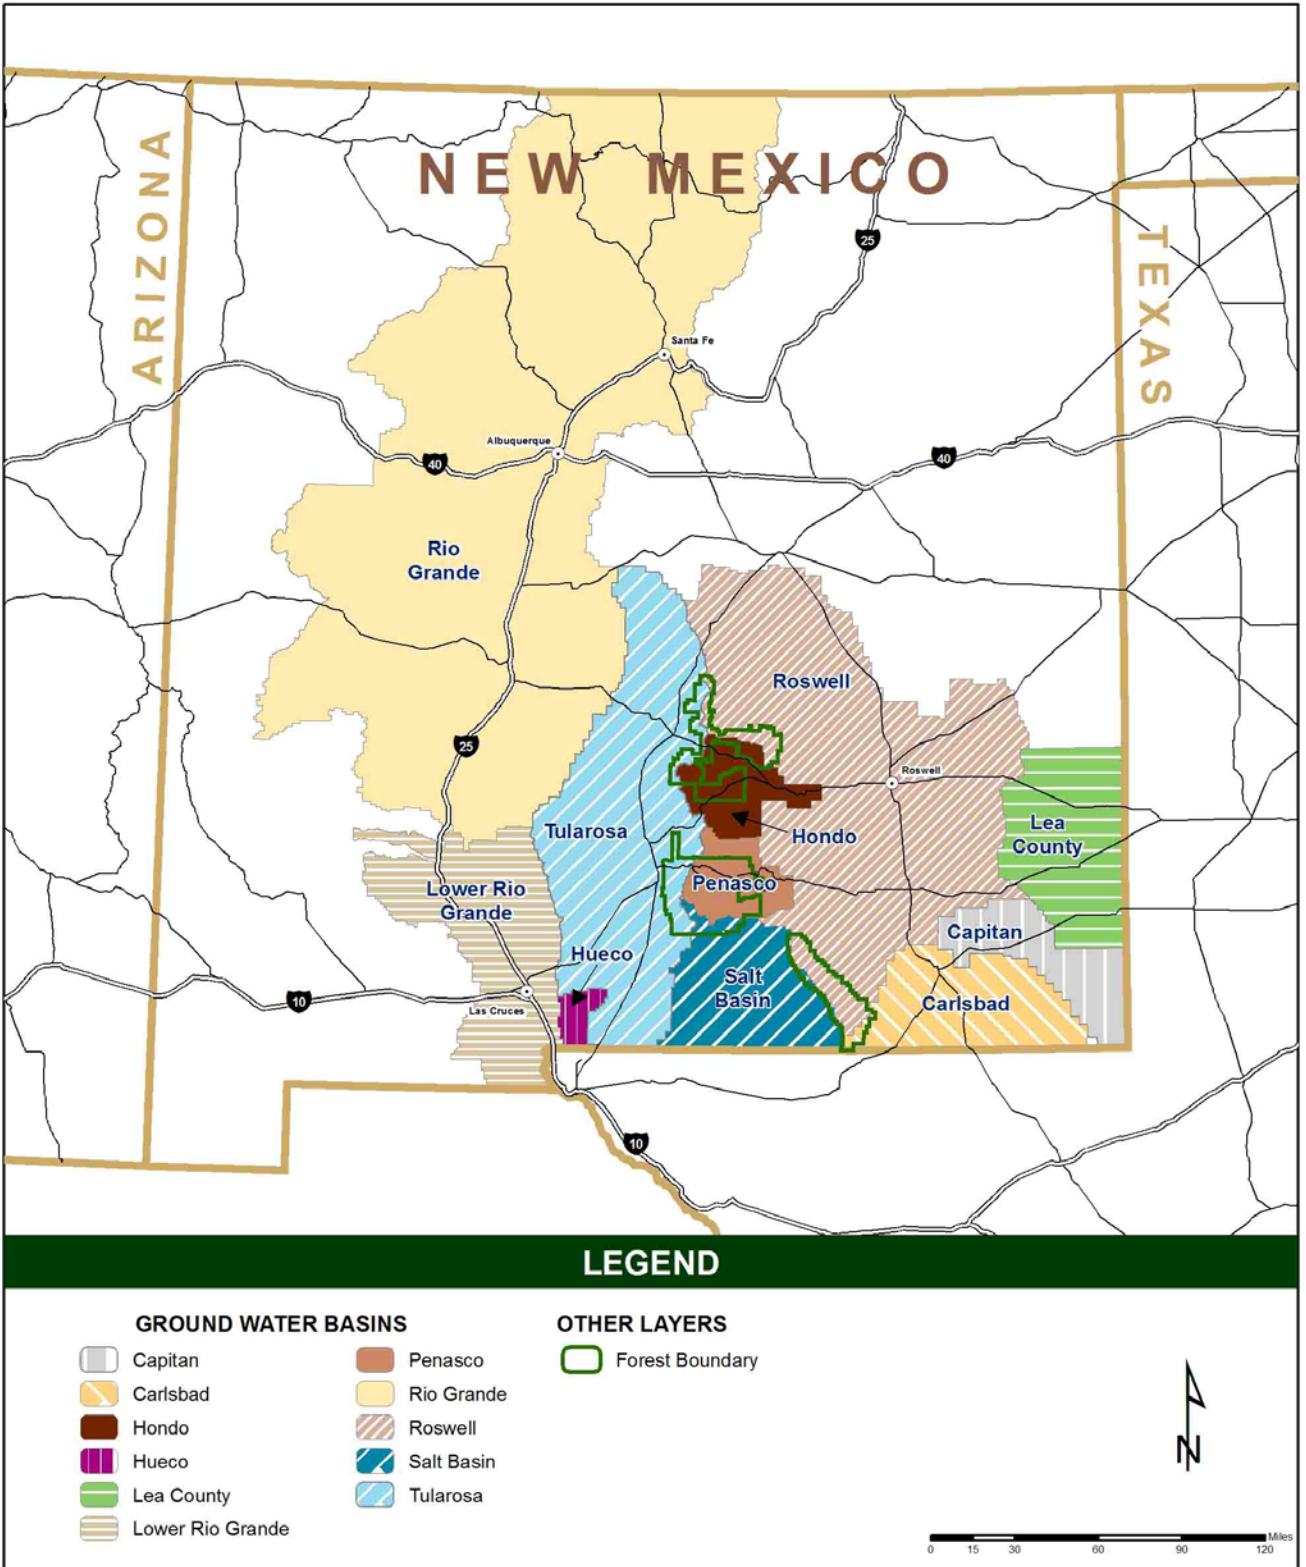 NEW MEXICO
ARIZONA
TEXAS
25
Santa Fe
Albuquerque
40
40
Rio
Grande
Roswell
25
Roswell
Tularosa
Hondo
Lea
County
Lower Rio
Grande
Penasco
Capitan
Hueco
Salt
Basin
Carlsbad
10
Las Cruces
10
LEGEND
GROUND WATER BASINS
Capitan
Carlsbad
Hondo
Hueco
Lea County
Lower Rio Grande
Penasco
Rio Grande
Roswell
Salt Basin
Tularosa
OTHER LAYERS
Forest Boundary
N
Miles
0 15 30 60 90 120